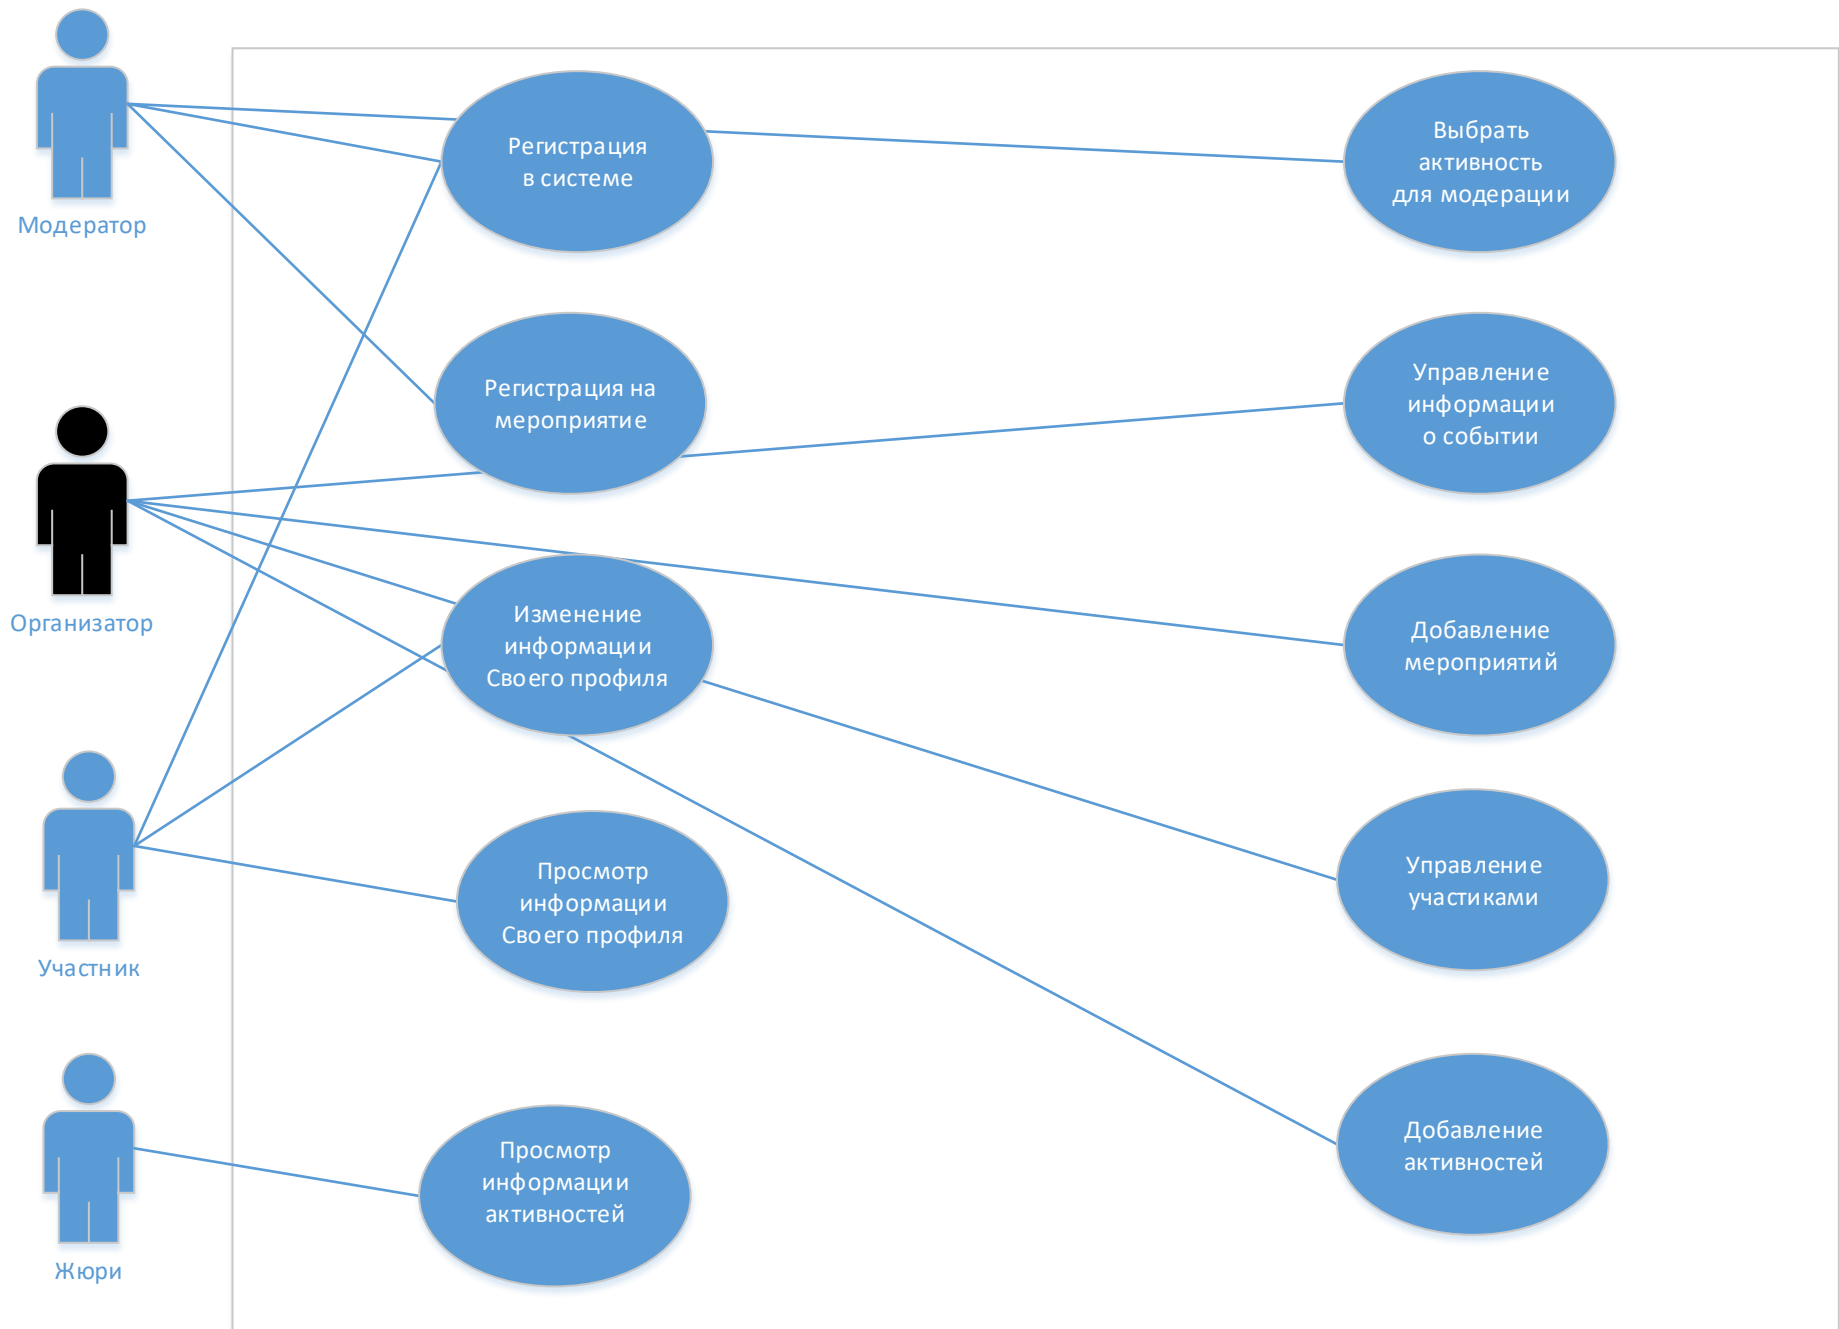 Модератор
Регистрация
в системе
Выбрать
активность
для модерации
Регистрация на
мероприятие
Управление
информации
о событии
Организатор
Изменение
информации
Своего профиля
Добавление
мероприятий
Участник
Просмотр
информации
Своего профиля
Управление
участиками
Жюри
Просмотр
информации
активностей
Добавление
активностей